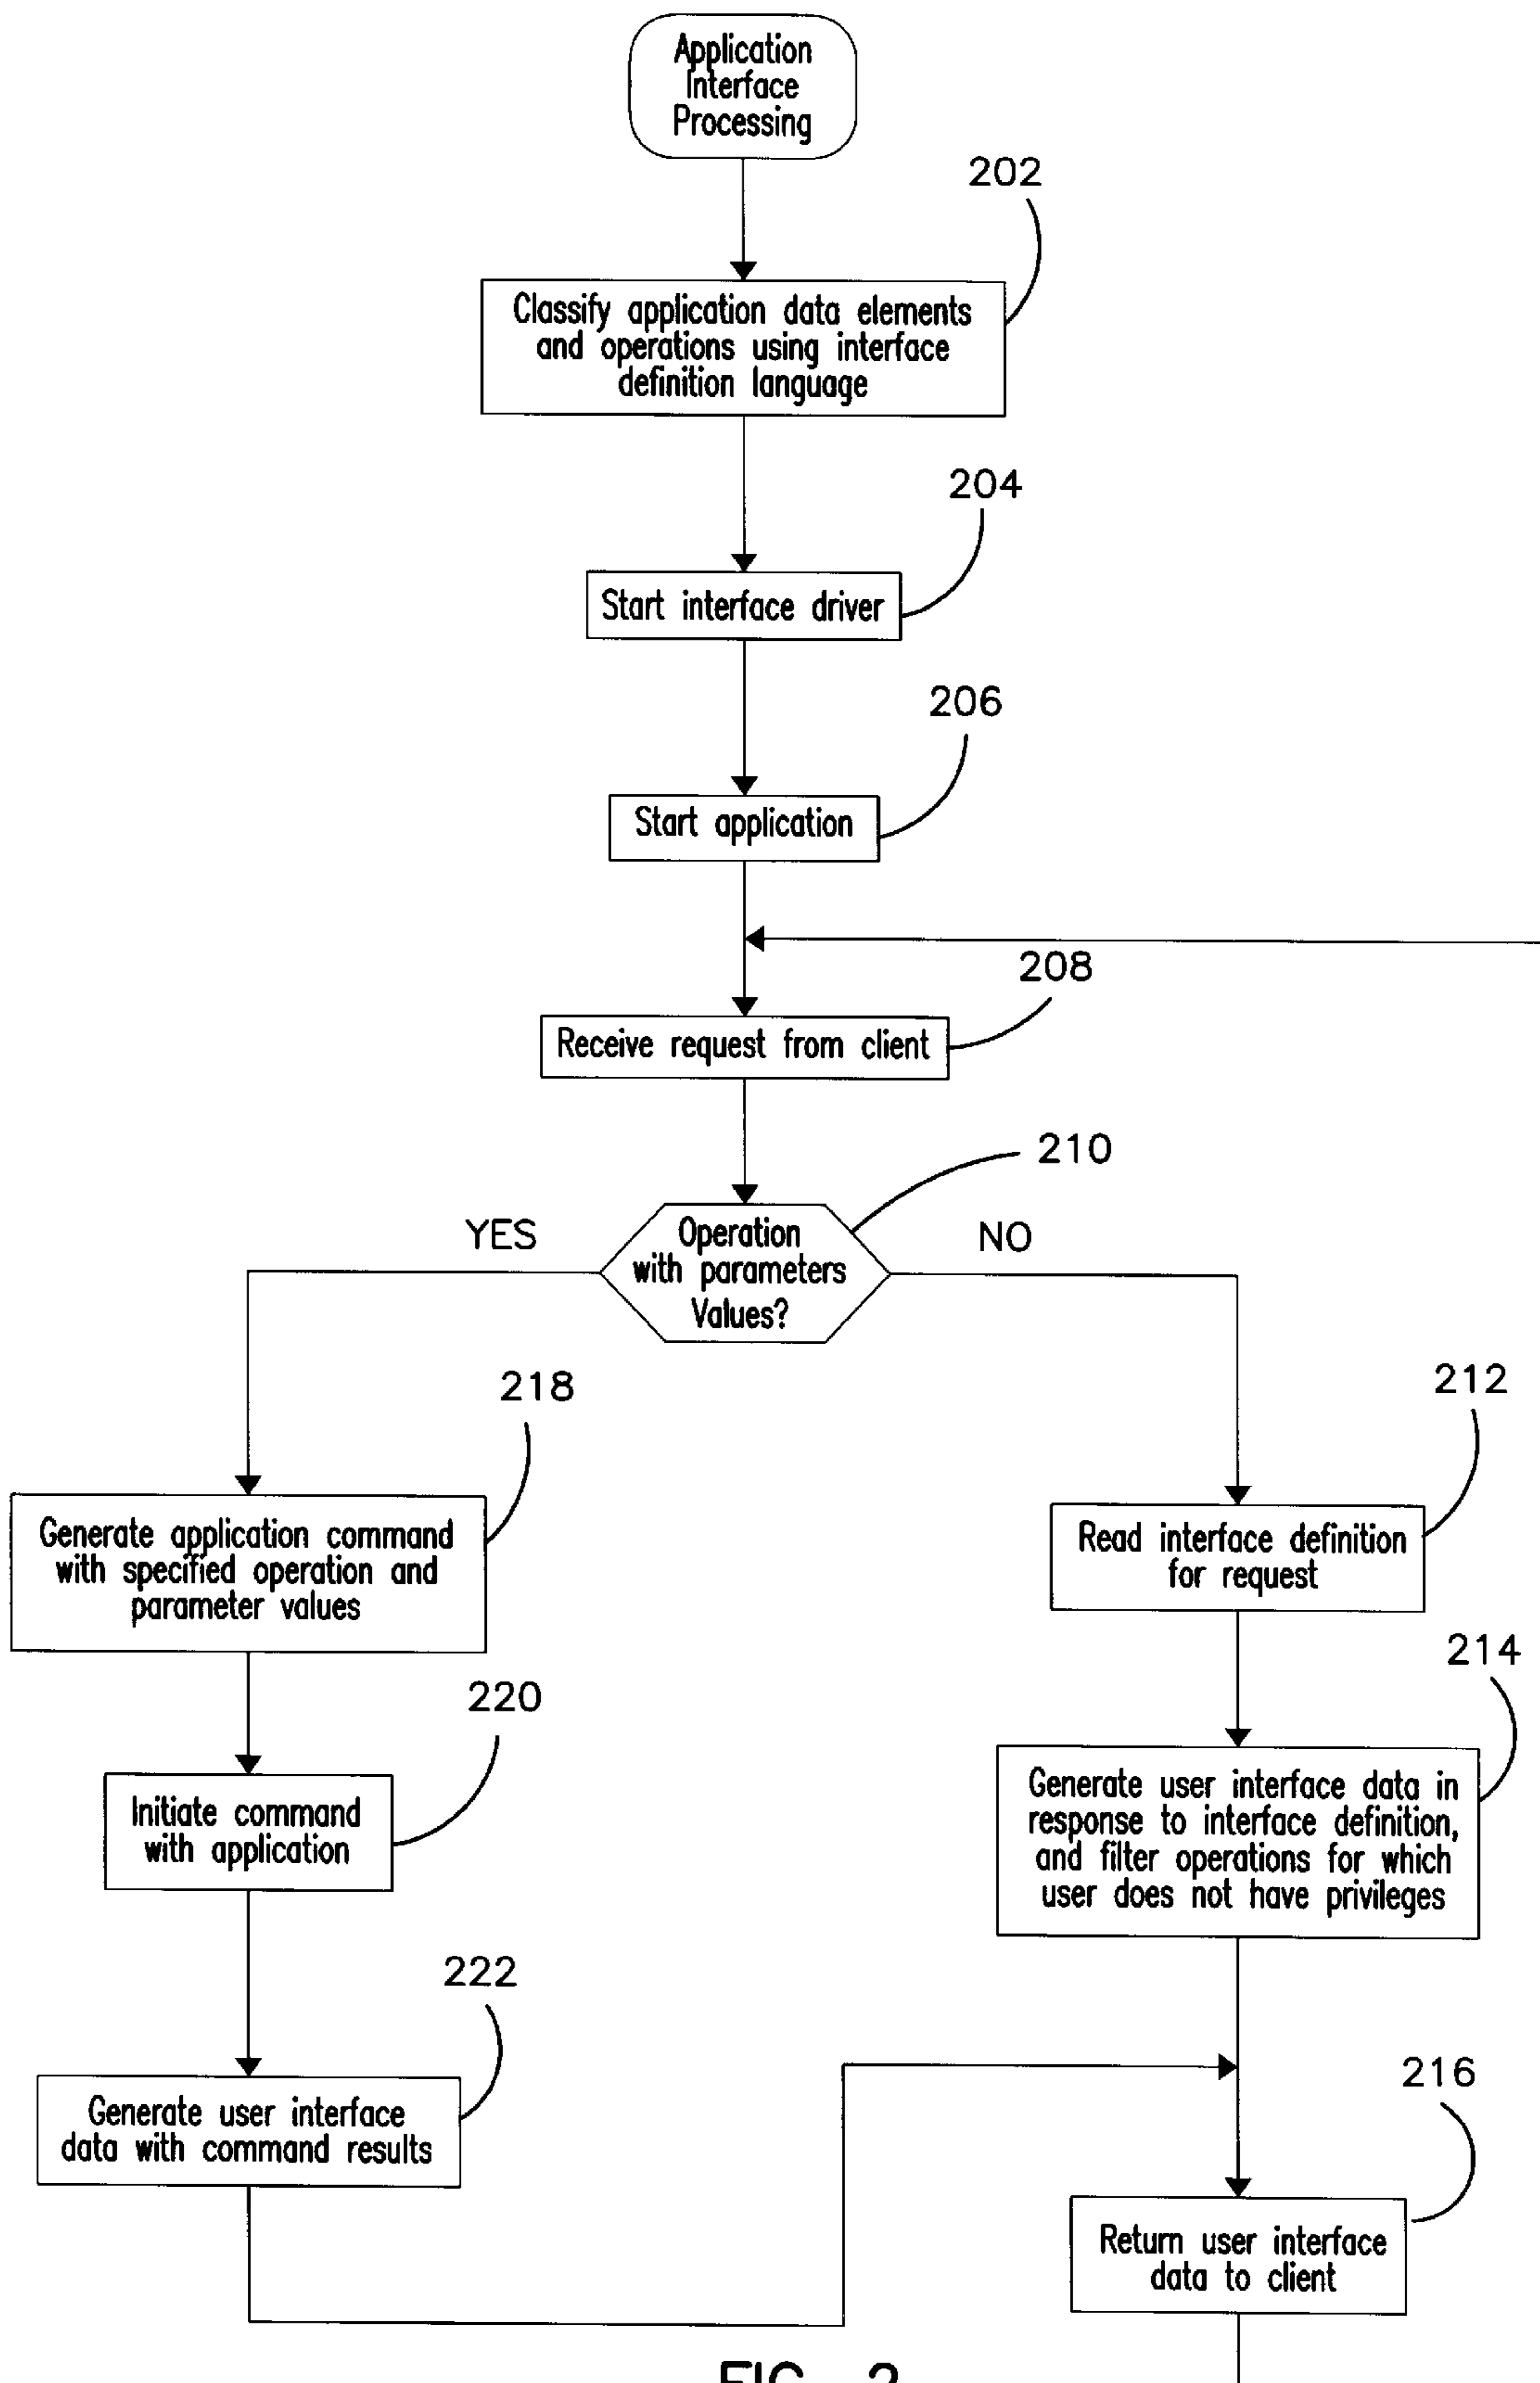 Application
Interface
Processing
202
Classify application data elements
and operations using interface
definition language
204
Start interface driver
206
Start application
208
Receive request from client
210
YES
Operation
with parameters
Values?
NO
218
212
Generate application command
with specified operation and
parameter values
Read interface definition
for request
214
220
Generate user interface data in
response to interface definition,
and filter operations for which
user does not have privileges
Initiate command
with application
222
216
Generate user interface
data with command results
Return user interface
data to client
FIG. 2